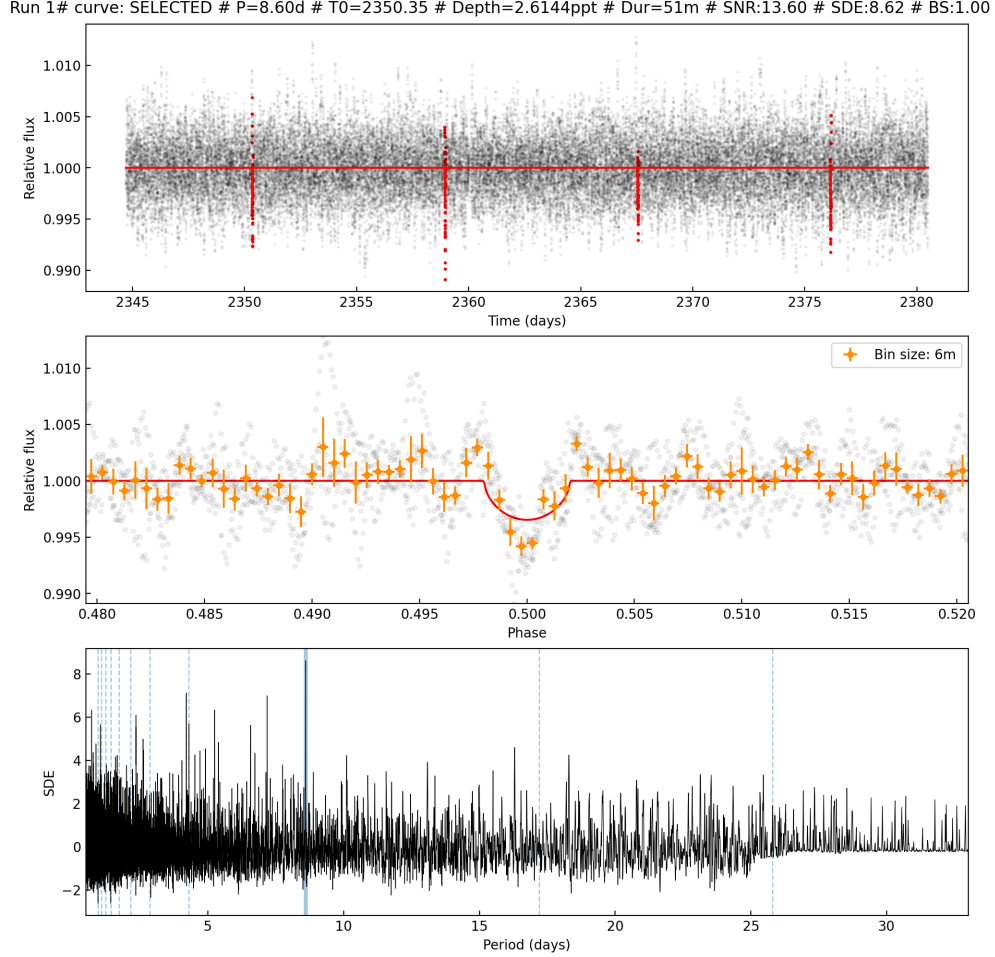 Run 1# curve: SELECTED # P=8.60d # T0=2350.35 # Depth=2.6144ppt # Dur=51m # SNR:13.60 # SDE:8.62 # BS:1.00
1.010
1.005
1.000
0.995
0.990
Relative flux
2345 2350 2355 2360 2365 2370 2375 2380
Time (days)
Bin size: 6m
1.010
1.005
1.000
0.995
0.990
Relative flux
0.480 0.485 0.490 0.495 0.500 0.505 0.510 0.515 0.520
Phase
8
6
4
2
0
−2
SDE
5 10 15 20 25 30
Period (days)